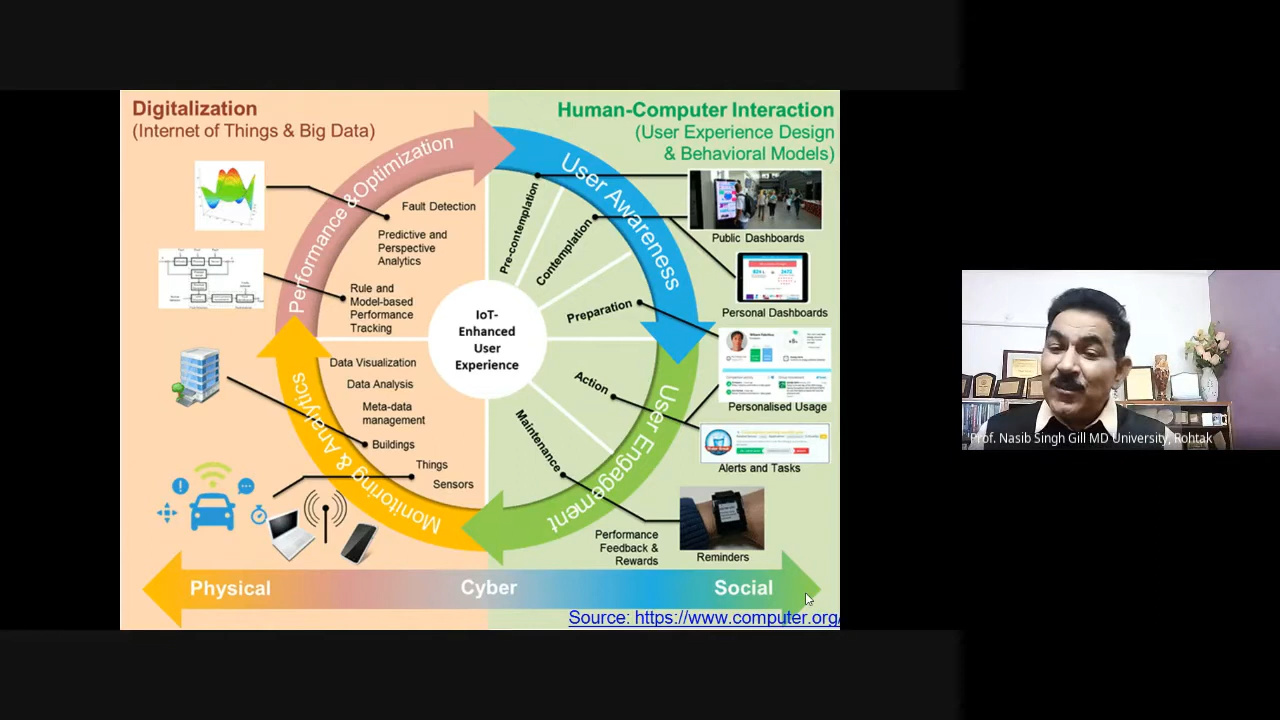 Digitalization
(Internet of Things & Big Data)
Human-Computer Interaction
(User Experience Design
& Behavioral Models)
Performance & Optimization
User Awareness
User Engagement
Monitoring & Analytics
Fault Detection
Predictive and
Perspective
Analytics
Rule and
Model-based
Performance
Tracking
Data Visualization
Data Analysis
Meta-data
management
Buildings
Things
Sensors
IoT-
Enhanced
User
Experience
Pre-contemplation
Contemplation
Preparation
Action
Maintenance
Public Dashboards
Personal Dashboards
Personalised Usage
Alerts and Tasks
Performance
Feedback &
Rewards
Reminders
Physical
Cyber
Social
Source: https://www.computer.org/
Prof. Nasib Singh Gill MD University, Rohtak